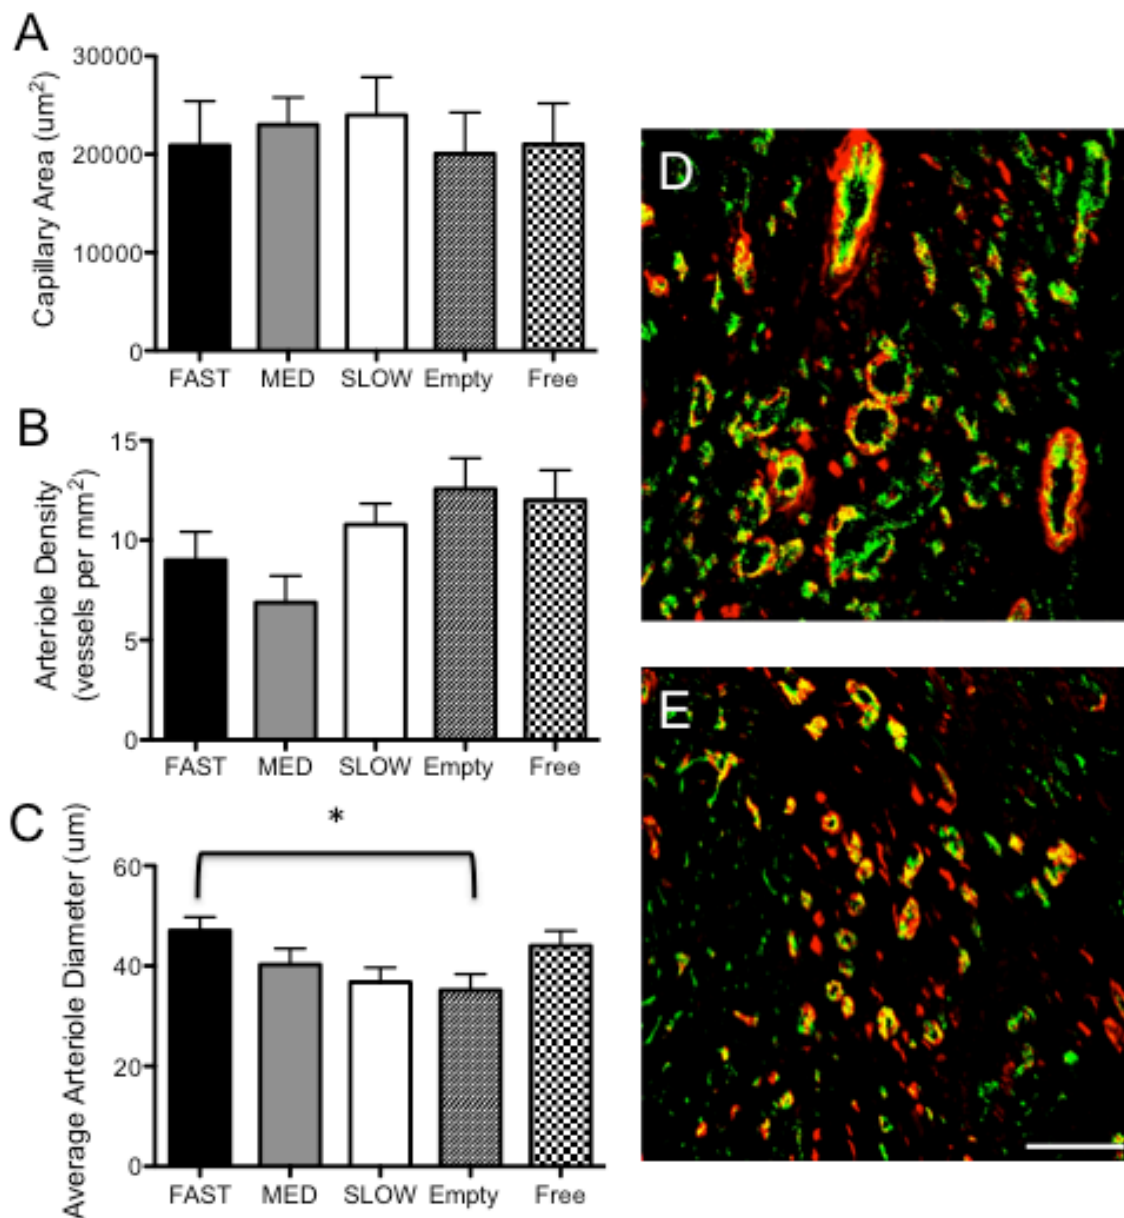 A
Capillary Area (um²)
30000
20000
10000
0
FAST MED SLOW Empty Free
B
Arteriole Density
(vessels per mm²)
15
10
5
0
FAST MED SLOW Empty Free
C
Average Arteriole Diameter (um)
*
60
40
20
0
FAST MED SLOW Empty Free
D
E